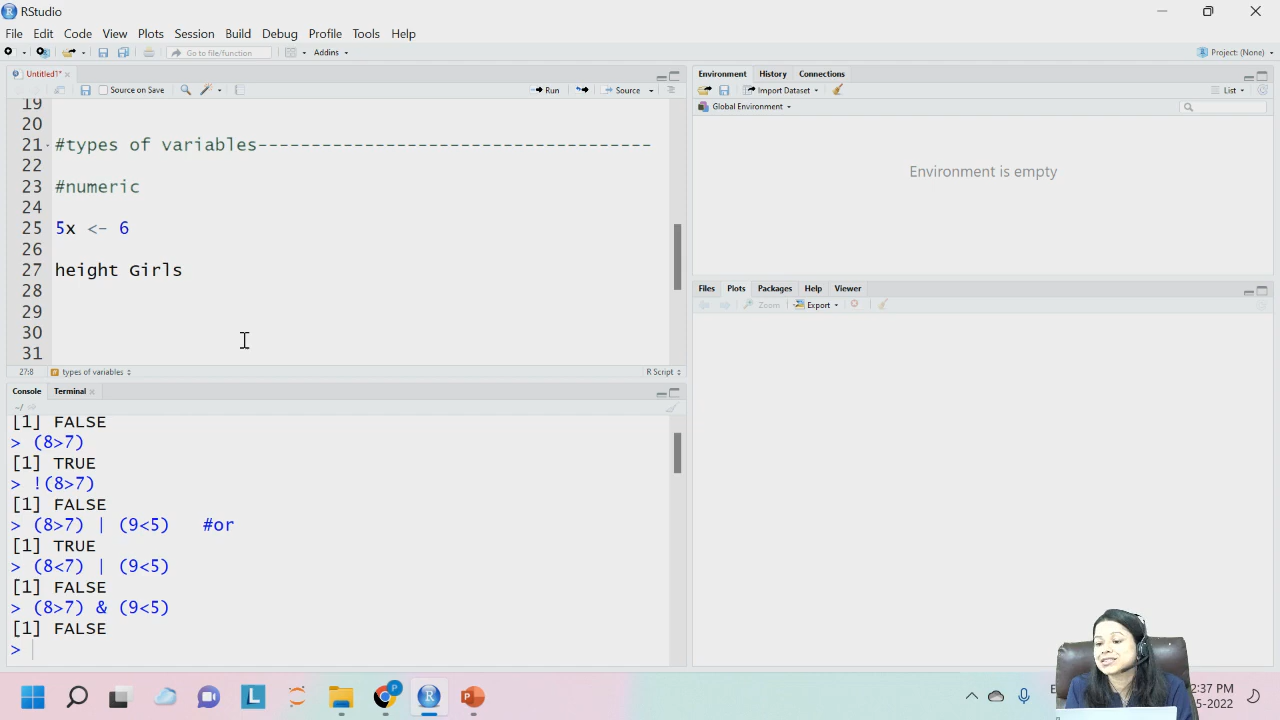 RStudio
File Edit Code View Plots Session Build Debug Profile Tools Help
Go to file/function Addins Project: (None)
Untitled1*
Source on Save Run Source
19
20
21 #types of variables-------------------------------------
22
23 #numeric
24
25 5x <- 6
26
27 height Girls
28
29
30
31
27:8 types of variables R Script
Console Terminal
~/
[1] FALSE
> (8>7)
[1] TRUE
> !(8>7)
[1] FALSE
> (8>7) | (9<5) #or
[1] TRUE
> (8<7) | (9<5)
[1] FALSE
> (8>7) & (9<5)
[1] FALSE
>
Environment History Connections
Import Dataset List
Global Environment
Environment is empty
Files Plots Packages Help Viewer
Zoom Export
L
P